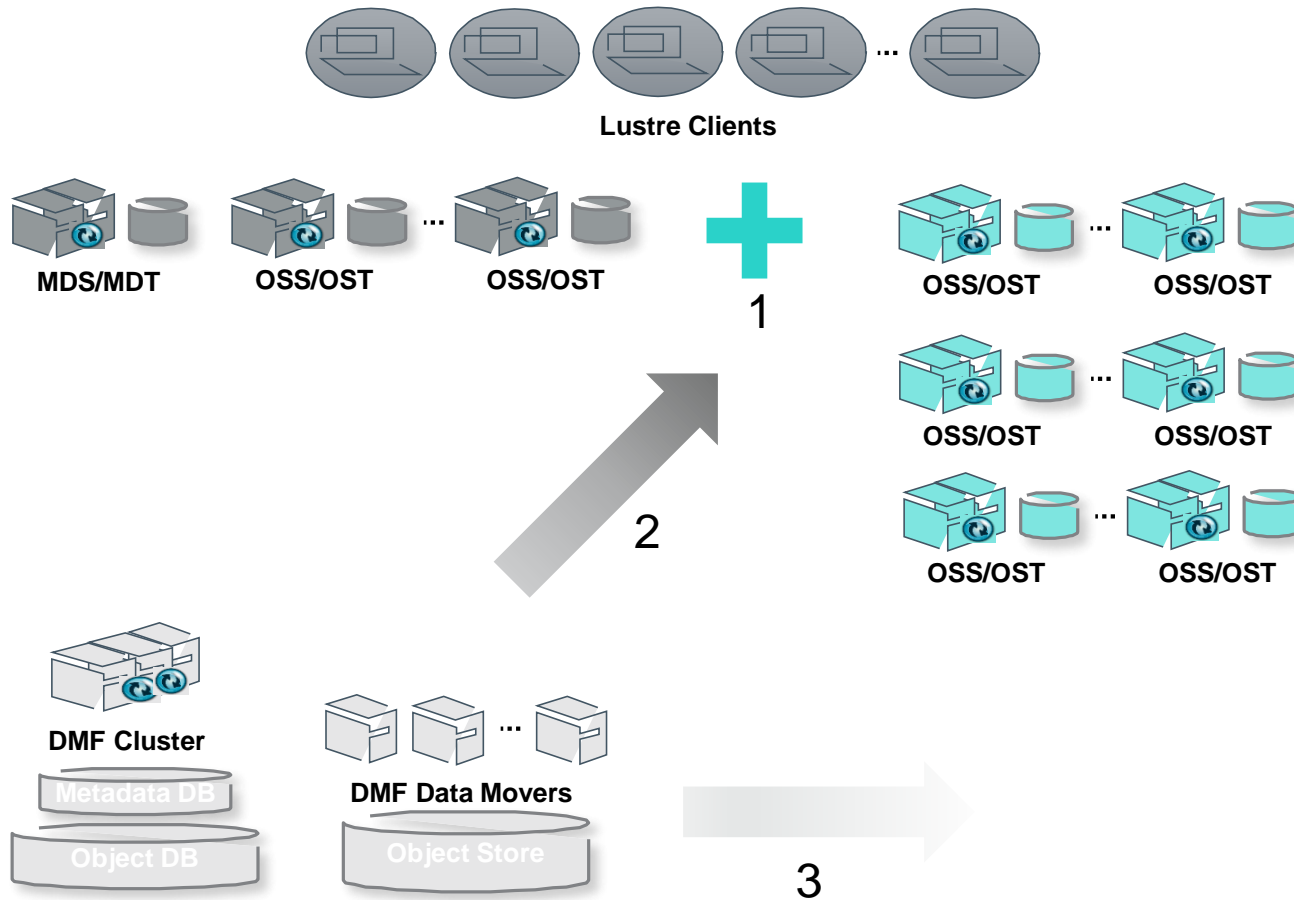 ...
Lustre Clients
... ...
MDS/MDT OSS/OST OSS/OST OSS/OST OSS/OST
1
...
OSS/OST OSS/OST
...
2
OSS/OST OSS/OST
...
DMF Cluster
Metadata DB DMF Data Movers
Object DB Object Store
3